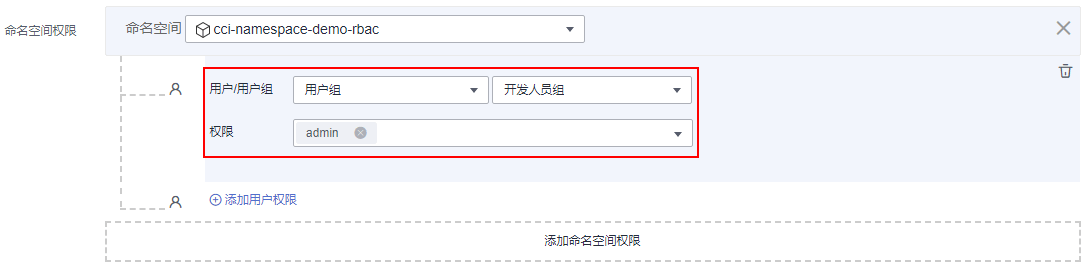 命名空间权限
命名空间 cci-namespace-demo-rbac
用户/用户组 用户组 开发人员组
权限 admin
添加用户权限
添加命名空间权限